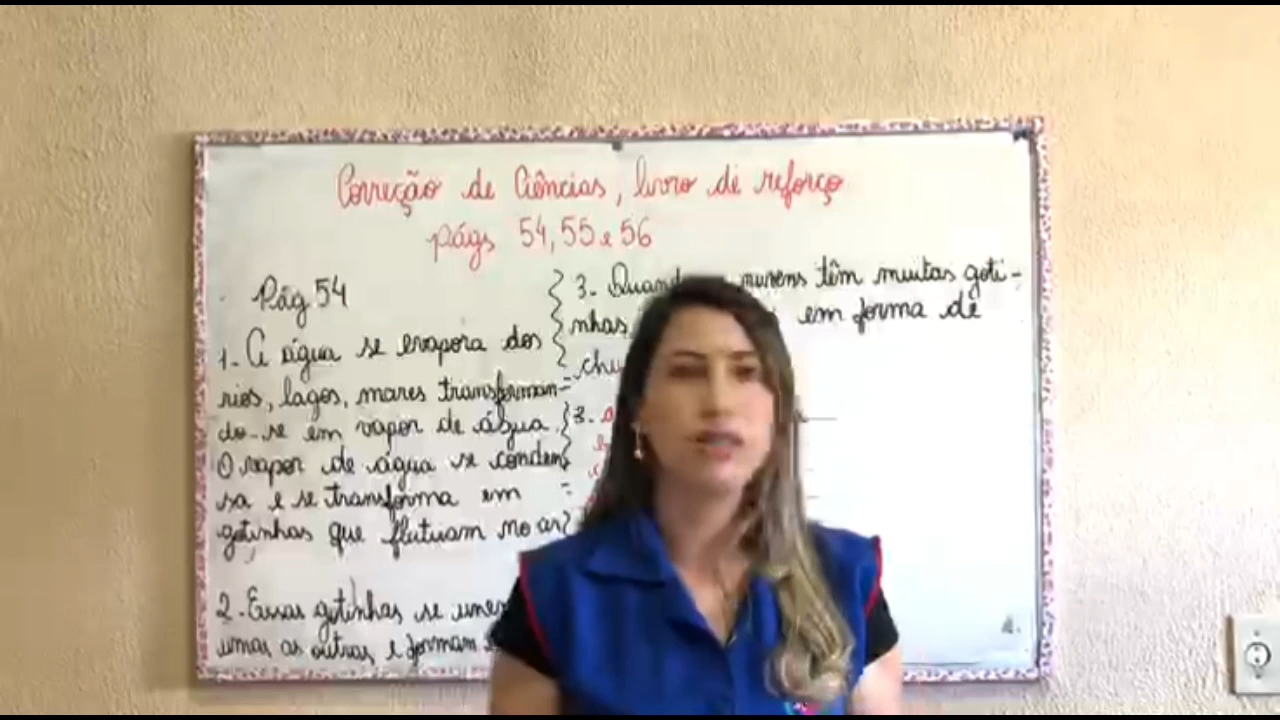 Correção de Ciências, livro de reforço
págs 54, 55 e 56
Pág 54
1- A água se evapora dos
rios, lagos, mares transforman=
do-se em vapor de água.
O vapor de água se conden
sa e se transforma em =
gotinhas que flutuam no ar
2- Essas gotinhas se
umas as outras e formam
3- nuvens têm muitas goti-
nhas, em forma de
3-